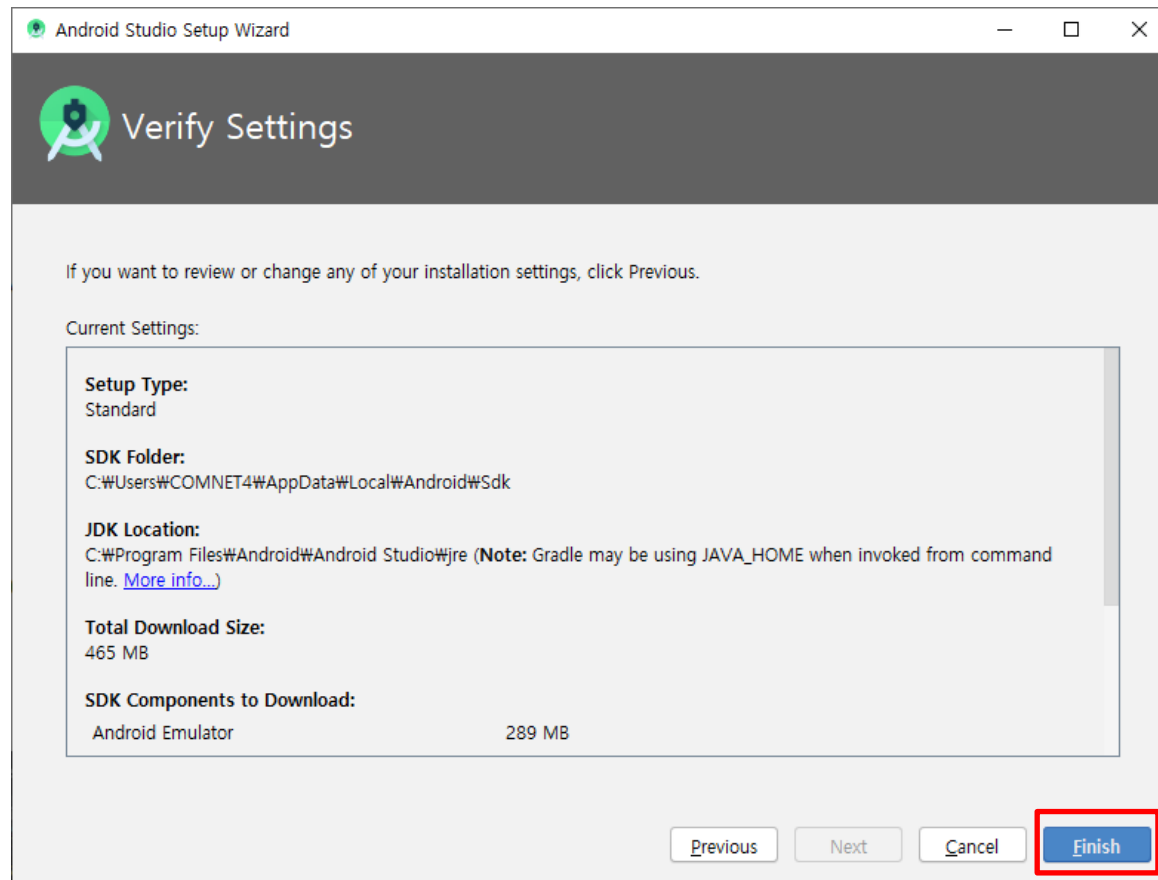 Android Studio Setup Wizard
Verify Settings
If you want to review or change any of your installation settings, click Previous.
Current Settings:
Setup Type:
Standard
SDK Folder:
C:₩Users₩COMNET4₩AppData₩Local₩Android₩Sdk
JDK Location:
C:₩Program Files₩Android₩Android Studio₩jre (Note: Gradle may be using JAVA_HOME when invoked from command
line. More info...)
Total Download Size:
465 MB
SDK Components to Download:
Android Emulator 289 MB
Previous Next Cancel Finish